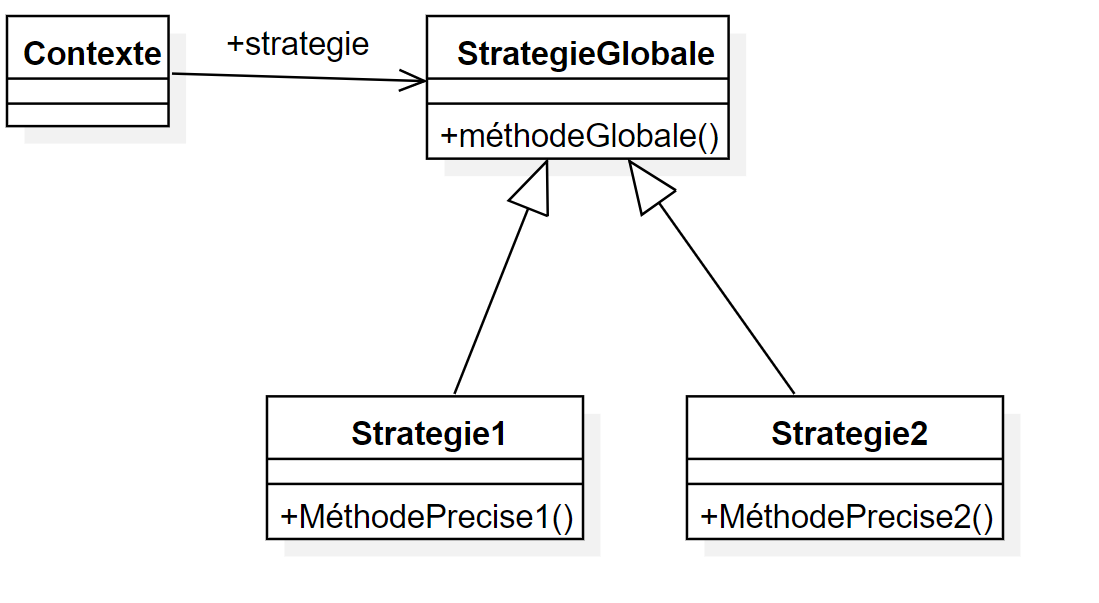 Contexte
+strategie
StrategieGlobale
+méthodeGlobale()
Strategie1
+MéthodePrecise1()
Strategie2
+MéthodePrecise2()